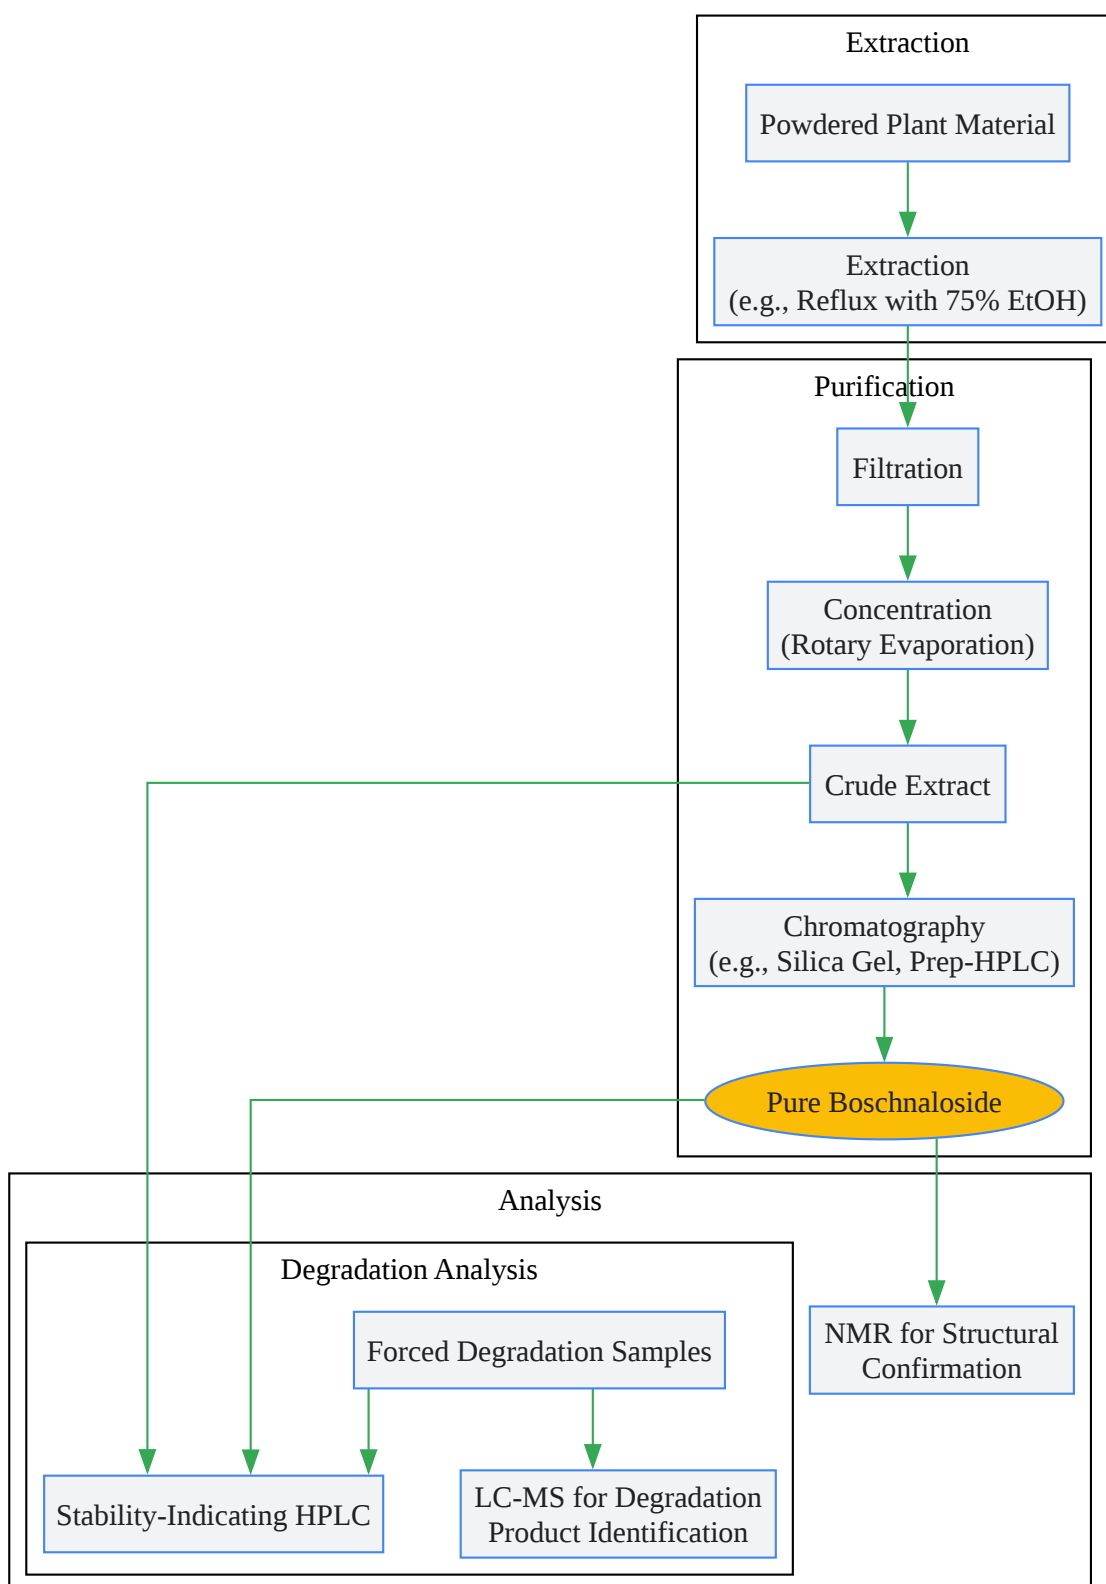 Extraction
Powdered Plant Material
Extraction
(e.g., Reflux with 75% EtOH)
Purification
Filtration
Concentration
(Rotary Evaporation)
Crude Extract
Chromatography
(e.g., Silica Gel, Prep-HPLC)
Pure Boschnaloside
Analysis
Degradation Analysis
Forced Degradation Samples
NMR for Structural
Confirmation
Stability-Indicating HPLC
LC-MS for Degradation
Product Identification